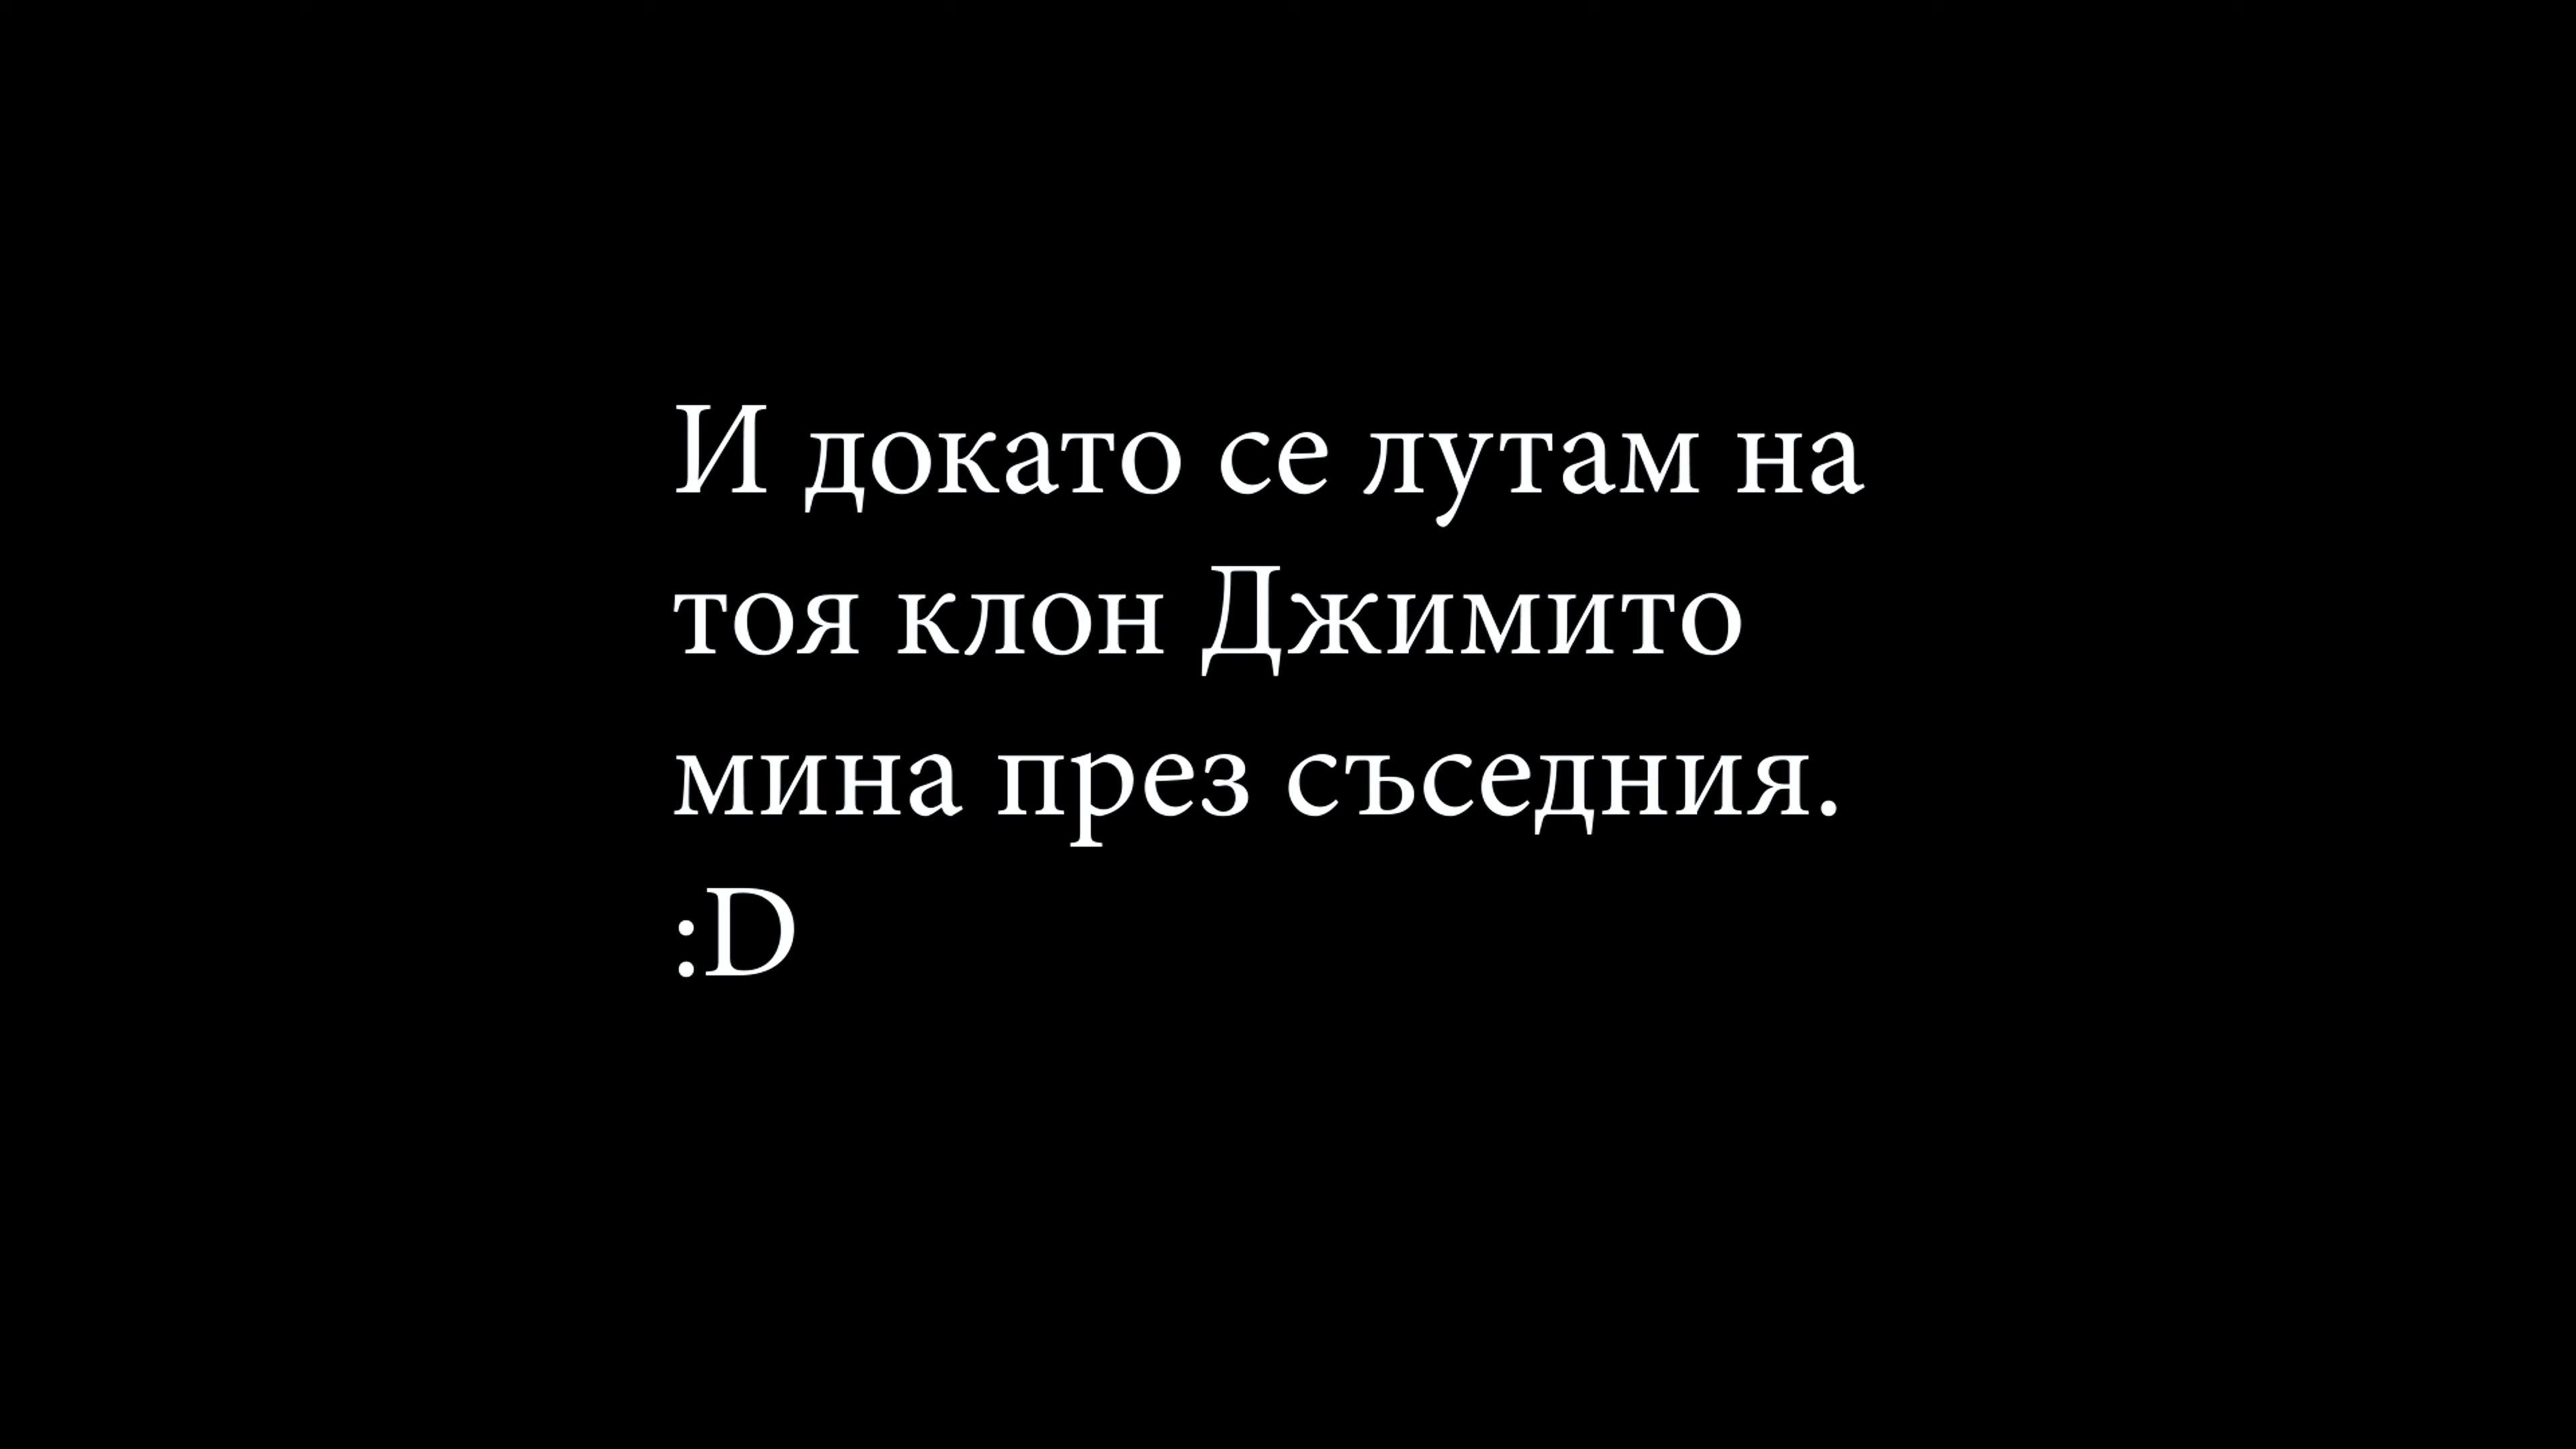 И докато се лутам на
тоя клон Джимито
мина през съседния.
:D